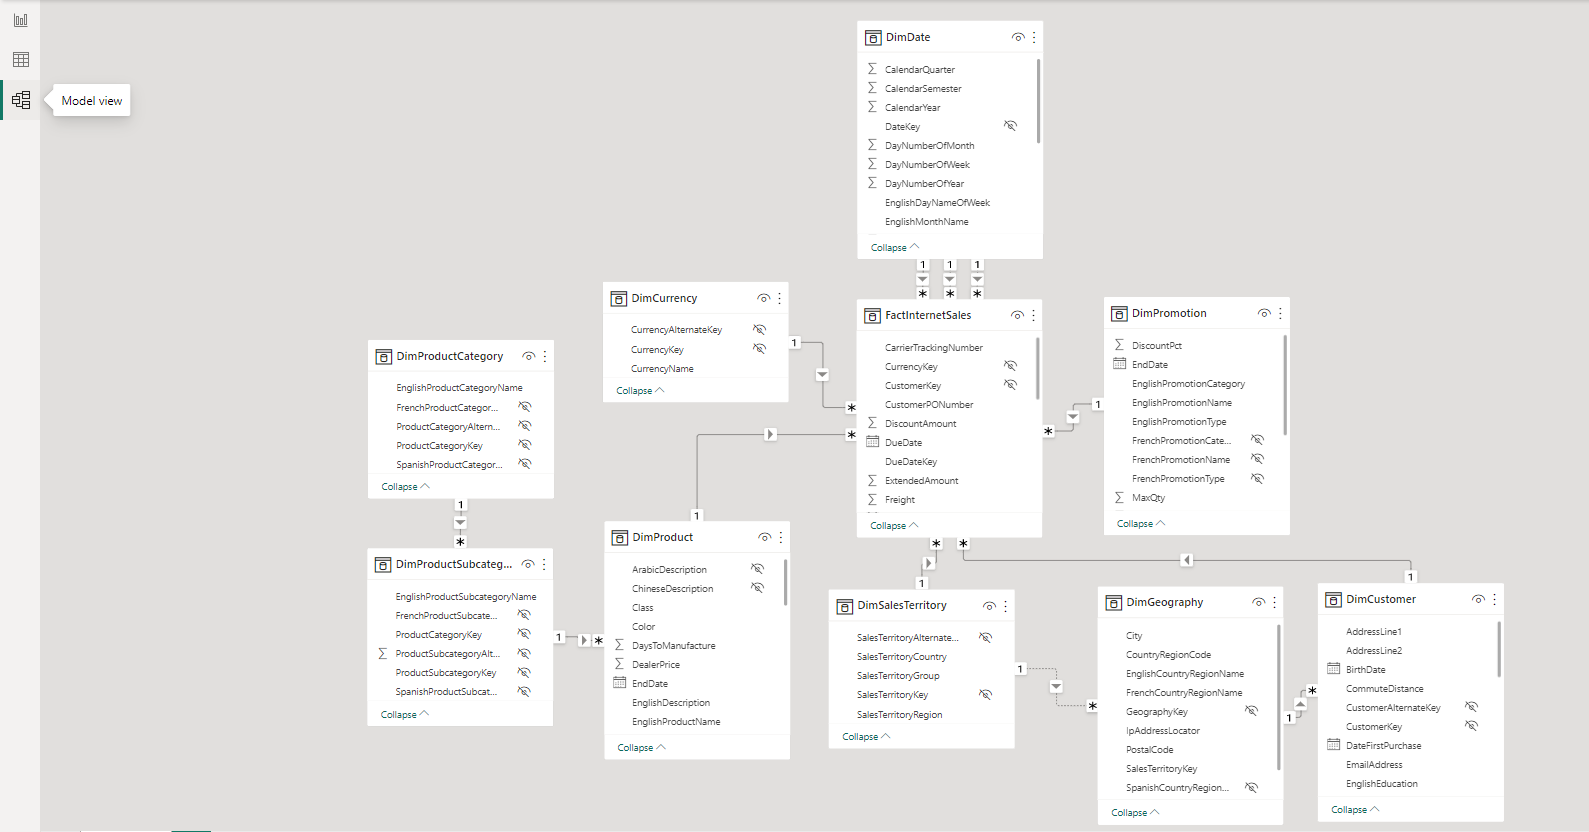 Model view
DimDate
CalendarQuarter
CalendarSemester
CalendarYear
DateKey
DayNumberOfMonth
DayNumberOfWeek
DayNumberOfYear
EnglishDayNameOfWeek
EnglishMonthName
Collapse
1 1 1
* * *
DimCurrency
CurrencyAlternateKey
CurrencyKey
CurrencyName
Collapse
1
*
FactInternetSales
CarrierTrackingNumber
CurrencyKey
CustomerKey
CustomerPONumber
DiscountAmount
DueDate
DueDateKey
ExtendedAmount
Freight
Collapse
DimPromotion
DiscountPct
EndDate
EnglishPromotionCategory
EnglishPromotionName
EnglishPromotionType
FrenchPromotionCate...
FrenchPromotionName
FrenchPromotionType
MaxQty
Collapse
1
*
DimProductCategory
EnglishProductCategoryName
FrenchProductCategor...
ProductCategoryAltern...
ProductCategoryKey
SpanishProductCategor...
Collapse
1
*
DimProductSubcateg...
EnglishProductSubcategoryName
FrenchProductSubcate...
ProductCategoryKey
ProductSubcategoryAlt...
ProductSubcategoryKey
SpanishProductSubcat...
Collapse
1
*
*
1
DimProduct
ArabicDescription
ChineseDescription
Class
Color
DaysToManufacture
DealerPrice
EndDate
EnglishDescription
EnglishProductName
Collapse
* *
1
DimSalesTerritory
SalesTerritoryAlternate...
SalesTerritoryCountry
SalesTerritoryGroup
SalesTerritoryKey
SalesTerritoryRegion
Collapse
1
*
DimGeography
City
CountryRegionCode
EnglishCountryRegionName
FrenchCountryRegionName
GeographyKey
IpAddressLocator
PostalCode
SalesTerritoryKey
SpanishCountryRegion...
Collapse
1
*
1
DimCustomer
AddressLine1
AddressLine2
BirthDate
CommuteDistance
CustomerAlternateKey
CustomerKey
DateFirstPurchase
EmailAddress
EnglishEducation
Collapse